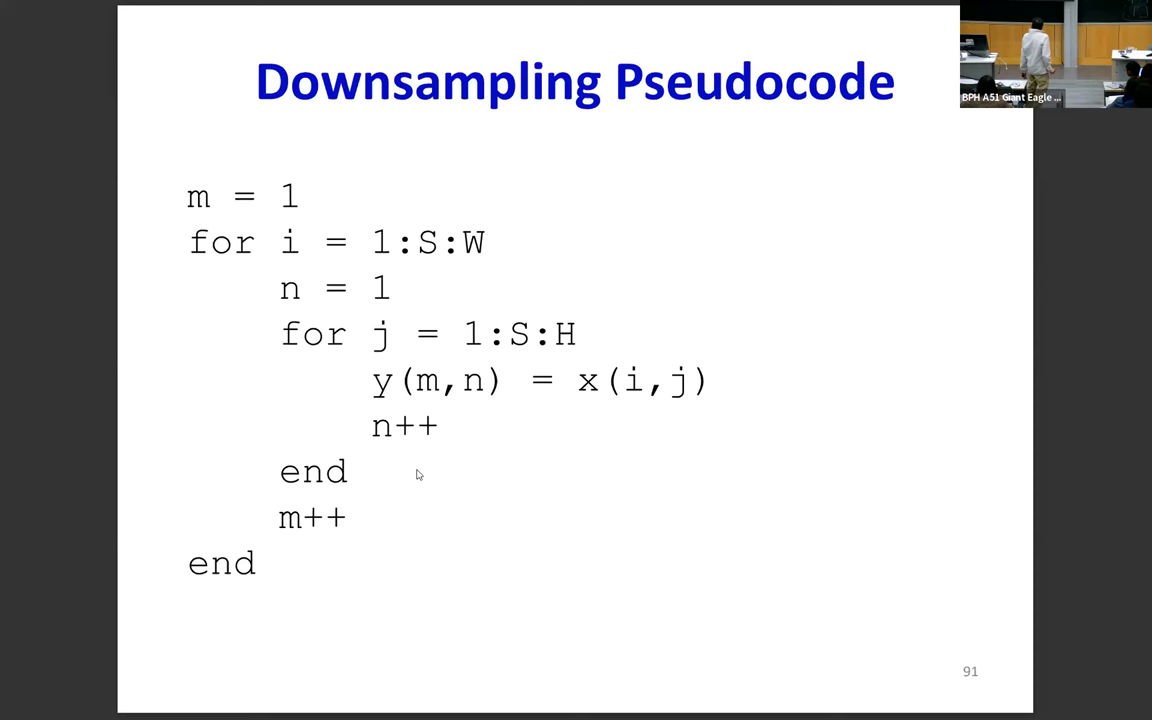 Downsampling Pseudocode
BPH A51 Giant Eagle ...
m = 1
for i = 1:S:W
n = 1
for j = 1:S:H
y(m,n) = x(i,j)
n++
end
m++
end
91